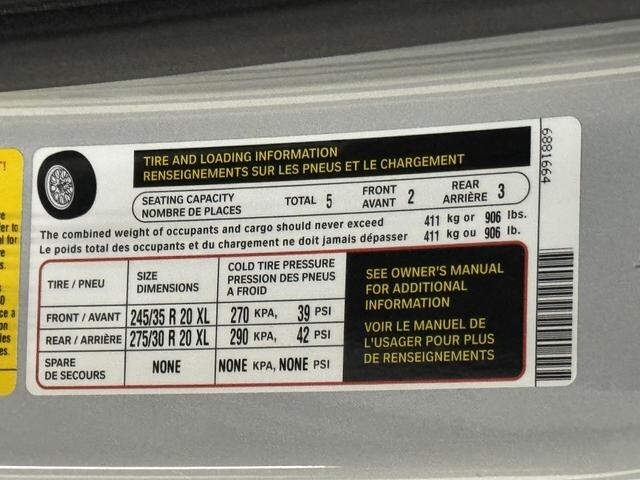 TIRE AND LOADING INFORMATION
RENSEIGNEMENTS SUR LES PNEUS ET LE CHARGEMENT
SEATING CAPACITY
NOMBRE DE PLACES
TOTAL 5
FRONT
AVANT 2
REAR
ARRIÈRE 3
The combined weight of occupants and cargo should never exceed 411 kg or 906 lbs.
Le poids total des occupants et du chargement ne doit jamais dépasser 411 kg ou 906 lb.
TIRE / PNEU
SIZE
DIMENSIONS
COLD TIRE PRESSURE
PRESSION DES PNEUS
A FROID
FRONT / AVANT 245/35 R 20 XL 270 KPA, 39 PSI
REAR / ARRIÈRE 275/30 R 20 XL 290 KPA, 42 PSI
SPARE
DE SECOURS
NONE
NONE KPA, NONE PSI
SEE OWNER'S MANUAL
FOR ADDITIONAL
INFORMATION
VOIR LE MANUEL DE
L'USAGER POUR PLUS
DE RENSEIGNEMENTS
6881664